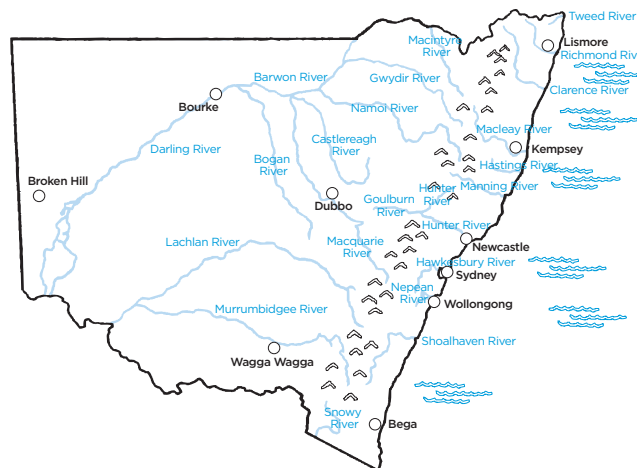 Tweed River
Macintyre
River
Lismore
Richmond Riv
Barwon River
Gwydir River
Clarence River
Bourke
Namoi River
Macleay River
Castlereagh
River
Darling River
Kempsey
Bogan
River
Hastings River
Broken Hill
Manning River
Hunter
River
Dubbo
Goulburn
River
Hunter River
Lachlan River
Macquarie
River
Newcastle
Hawkesbury River
Sydney
Nepean
River
Wollongong
Murrumbidgee River
Shoalhaven River
Wagga Wagga
Snowy
River
Bega